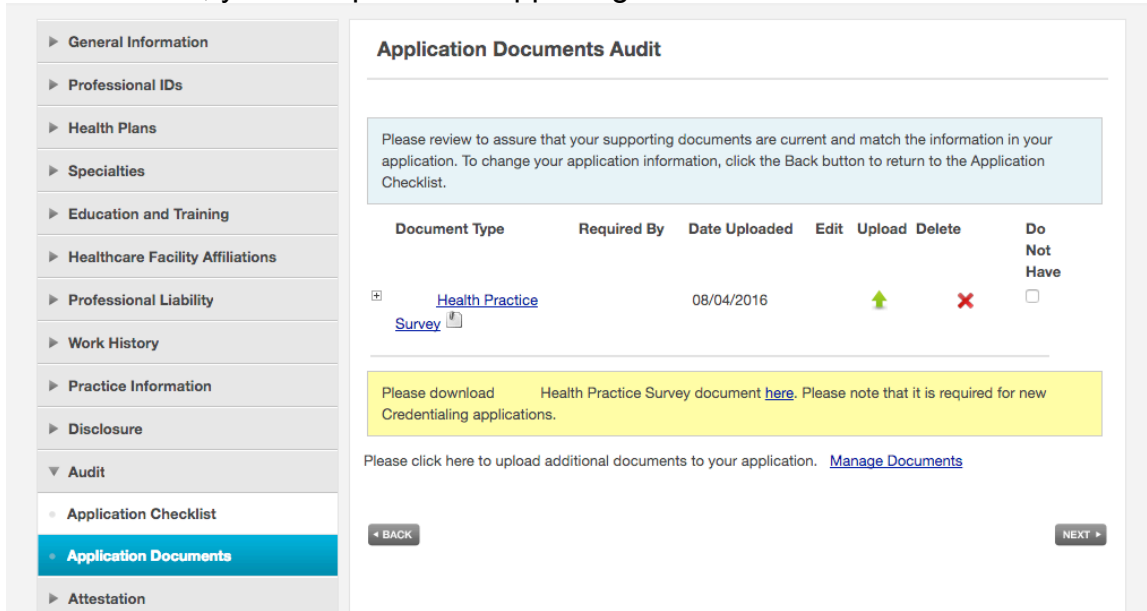 General Information
Professional IDs
Health Plans
Specialties
Education and Training
Healthcare Facility Affiliations
Professional Liability
Work History
Practice Information
Disclosure
Audit
Application Checklist
Application Documents
Attestation
Application Documents Audit
Please review to assure that your supporting documents are current and match the information in your
application. To change your application information, click the Back button to return to the Application
Checklist.
Document Type Required By Date Uploaded Edit Upload Delete Do
Not
Have
Health Practice 08/04/2016
Survey
Please download Health Practice Survey document here. Please note that it is required for new
Credentialing applications.
Please click here to upload additional documents to your application. Manage Documents
BACK
NEXT